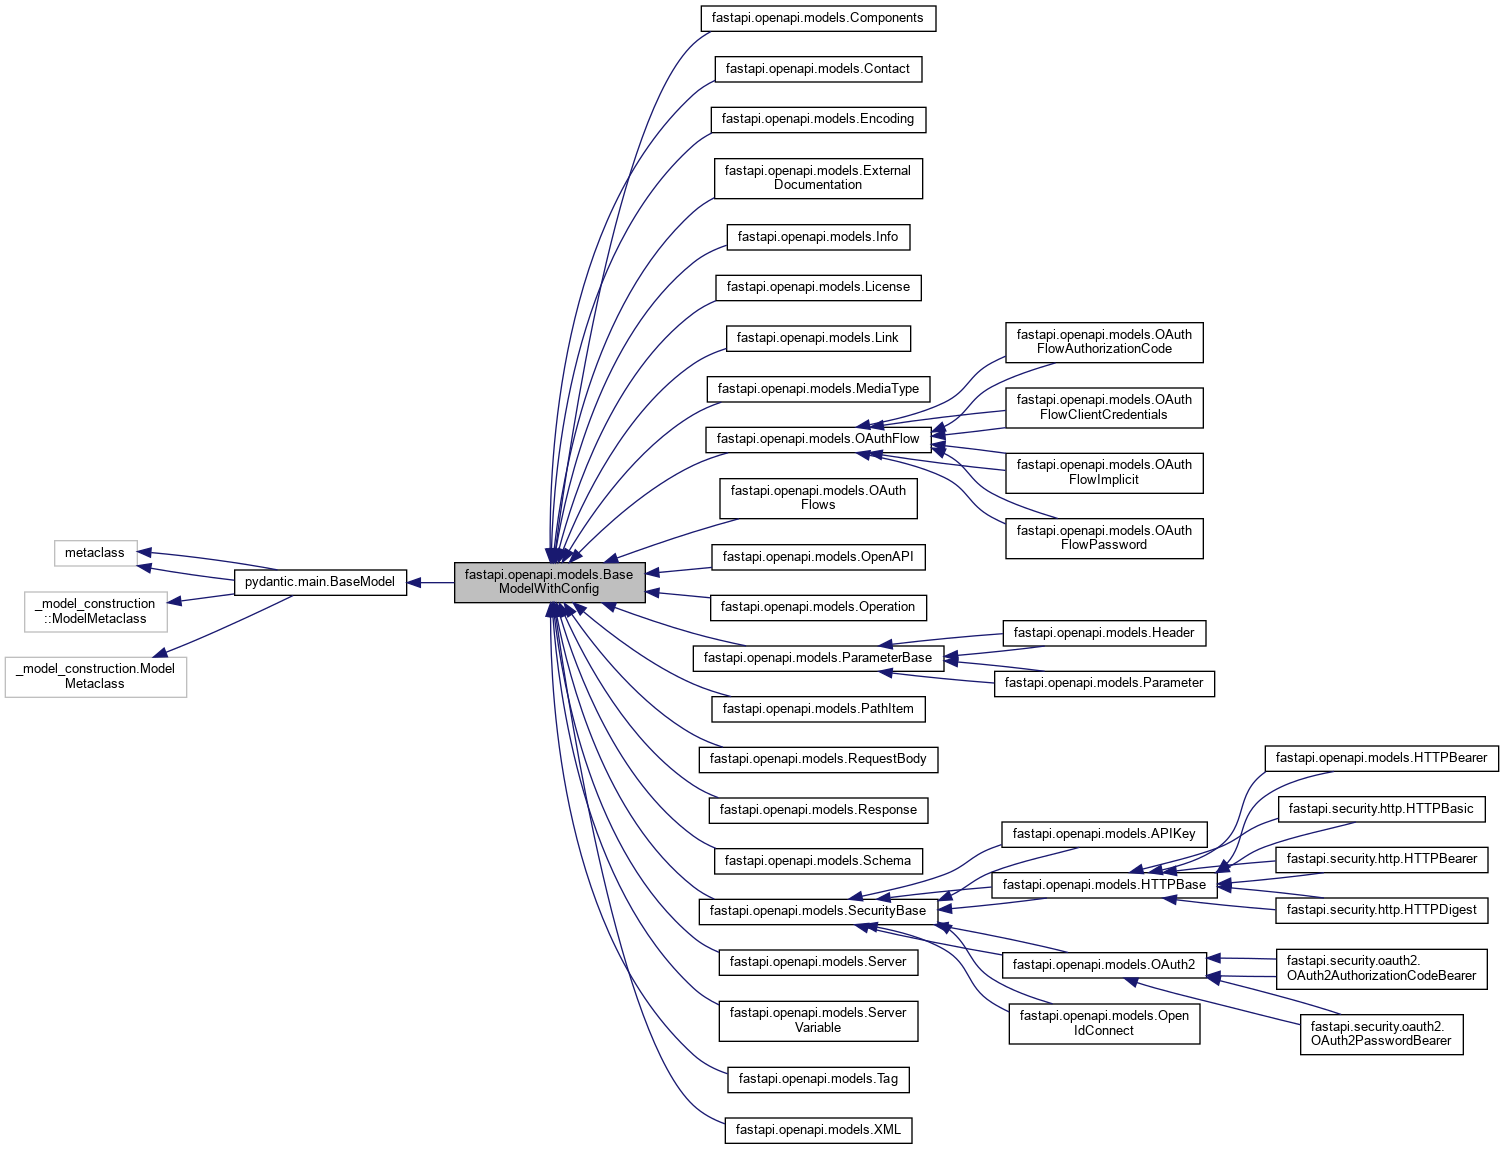 metaclass
_model_construction
::ModelMetaclass
_model_construction.Model
Metaclass
pydantic.main.BaseModel
fastapi.openapi.models.Base
ModelWithConfig
fastapi.openapi.models.Components
fastapi.openapi.models.Contact
fastapi.openapi.models.Encoding
fastapi.openapi.models.External
Documentation
fastapi.openapi.models.Info
fastapi.openapi.models.License
fastapi.openapi.models.Link
fastapi.openapi.models.MediaType
fastapi.openapi.models.OAuthFlow
fastapi.openapi.models.OAuth
Flows
fastapi.openapi.models.OpenAPI
fastapi.openapi.models.Operation
fastapi.openapi.models.ParameterBase
fastapi.openapi.models.PathItem
fastapi.openapi.models.RequestBody
fastapi.openapi.models.Response
fastapi.openapi.models.Schema
fastapi.openapi.models.SecurityBase
fastapi.openapi.models.Server
fastapi.openapi.models.Server
Variable
fastapi.openapi.models.Tag
fastapi.openapi.models.XML
fastapi.openapi.models.OAuth
FlowAuthorizationCode
fastapi.openapi.models.OAuth
FlowClientCredentials
fastapi.openapi.models.OAuth
FlowImplicit
fastapi.openapi.models.OAuth
FlowPassword
fastapi.openapi.models.Header
fastapi.openapi.models.Parameter
fastapi.openapi.models.APIKey
fastapi.openapi.models.HTTPBase
fastapi.openapi.models.OAuth2
fastapi.openapi.models.Open
IdConnect
fastapi.openapi.models.HTTPBearer
fastapi.security.http.HTTPBasic
fastapi.security.http.HTTPBearer
fastapi.security.http.HTTPDigest
fastapi.security.oauth2.
OAuth2AuthorizationCodeBearer
fastapi.security.oauth2.
OAuth2PasswordBearer